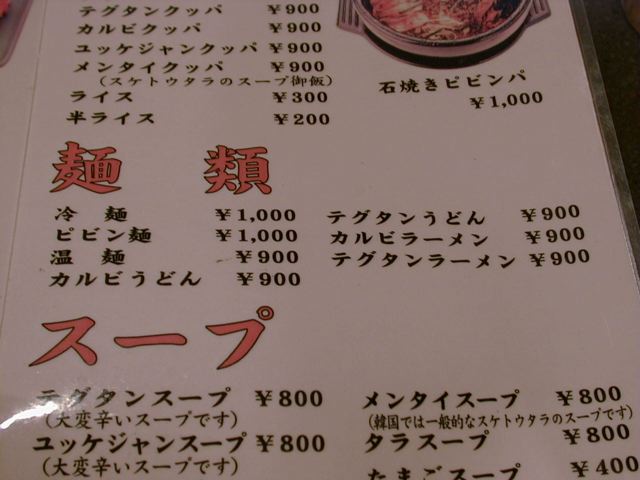 テグタンクッパ ￥900
カルビクッパ ￥900
ユッケジャンクッパ ￥900
メンタイクッパ ￥900
(スケトウタラのスープ御飯)
ライス ￥300
半ライス ￥200
石焼きピビンパ
￥1,000
麺 類
冷 麺 ￥1,000
ピビン麺 ￥1,000
温 麺 ￥900
カルビうどん ￥900
テグタンうどん ￥900
カルビラーメン ￥900
テグタンラーメン ￥900
スープ
テグタンスープ ￥800
(大変辛いスープです)
ユッケジャンスープ ￥800
(大変辛いスープです)
メンタイスープ ￥800
(韓国では一般的なスケトウタラのスープです)
タラスープ ￥800
たまごスープ ￥400